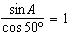 sin A / cos 50° = 1